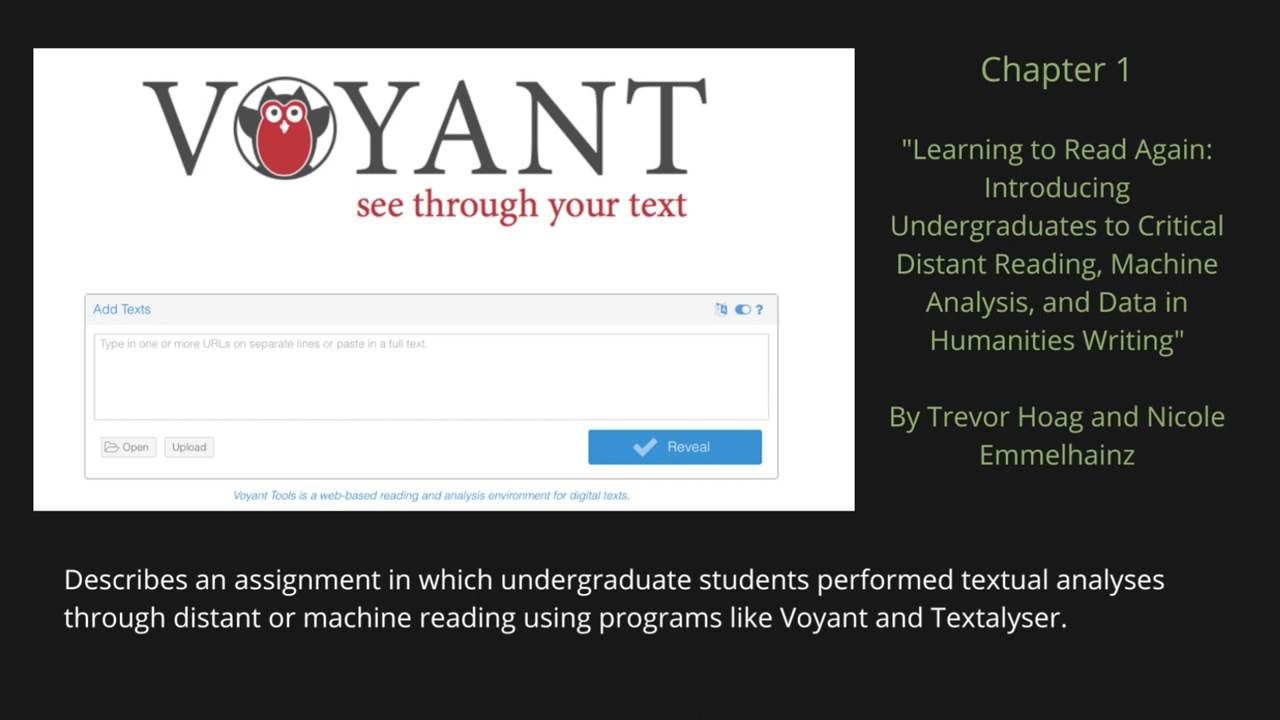 VOYANT
see through your text
Add Texts
?
Type in one or more URLs on separate lines or paste in a full text.
Open
Upload
Reveal
Voyant Tools is a web-based reading and analysis environment for digital texts.
Chapter 1
"Learning to Read Again:
Introducing
Undergraduates to Critical
Distant Reading, Machine
Analysis, and Data in
Humanities Writing"
By Trevor Hoag and Nicole
Emmelhainz
Describes an assignment in which undergraduate students performed textual analyses
through distant or machine reading using programs like Voyant and Textalyser.